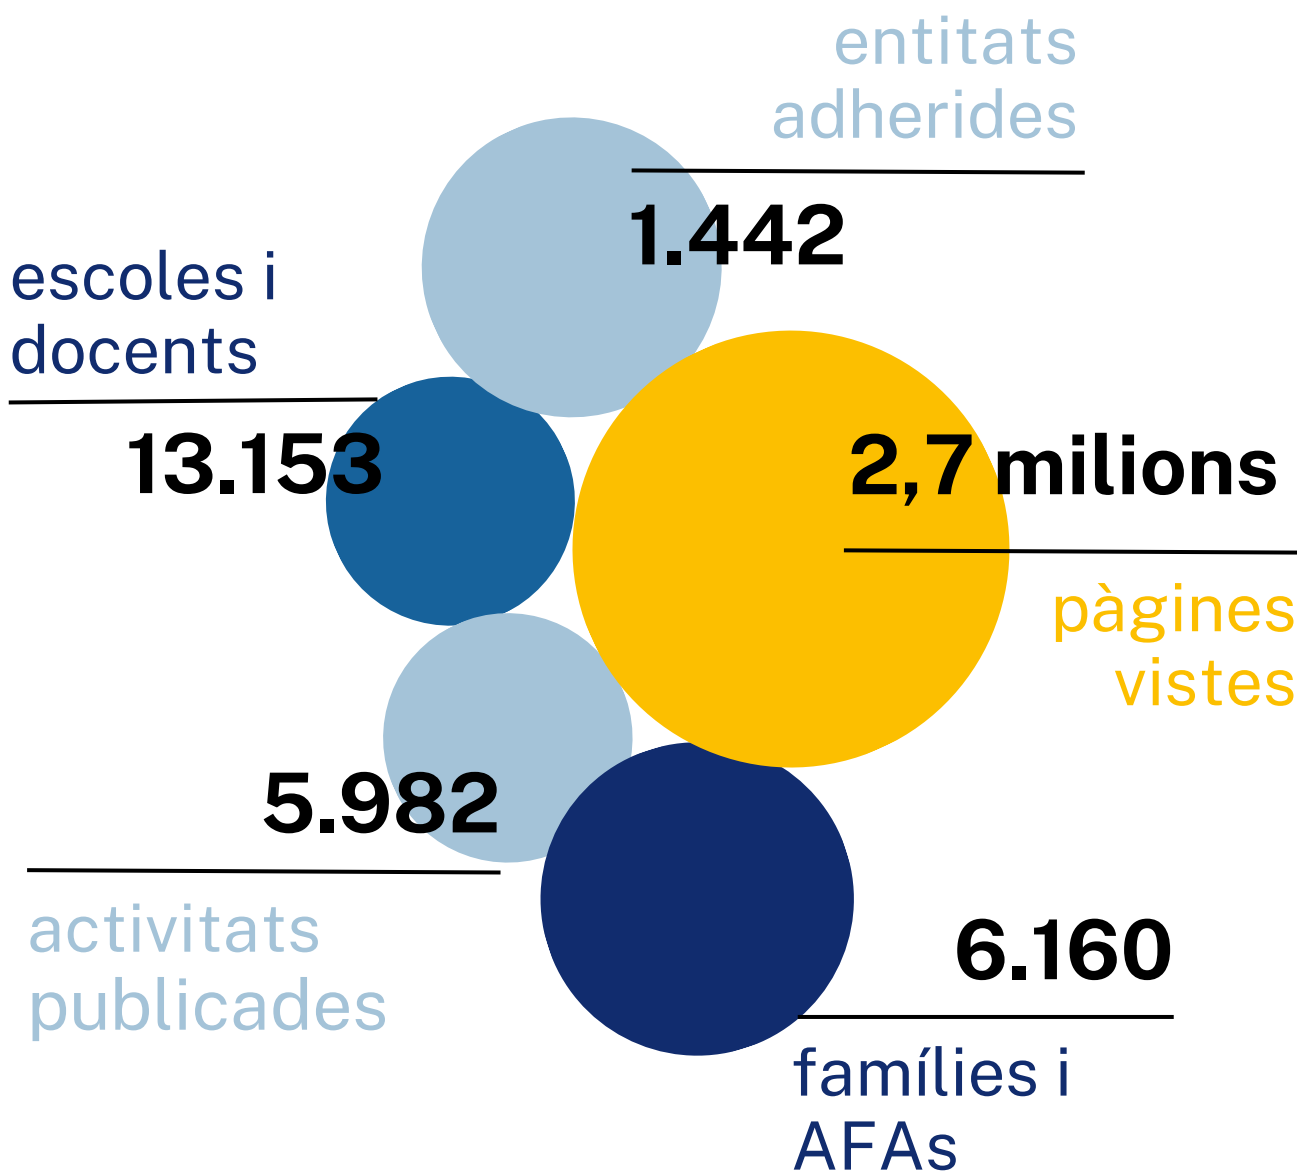 entitats
adherides
1.442
escoles i
docents
13.153
2,7 milions
pàgines
vistes
5.982
activitats
publicades
6.160
famílies i
AFAs